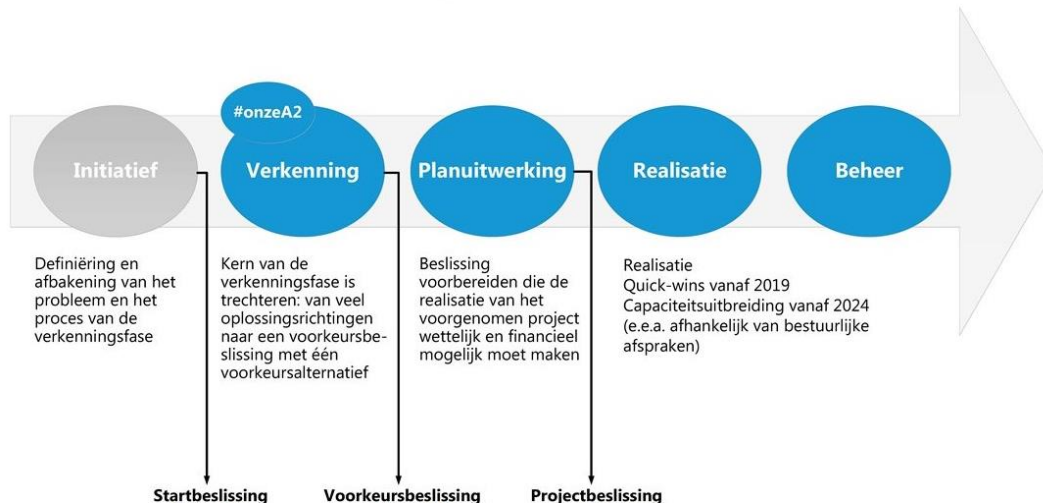 #onzeA2
Initiatief
Verkenning
Planuitwerking
Realisatie
Beheer
Definiëring en
afbakening van het
probleem en het
proces van de
verkenningsfase
Kern van de
verkenningsfase is
trechteren: van veel
oplossingsrichtingen
naar een voorkeursbe-
slissing met één
voorkeursalternatief
Beslissing
voorbereiden die de
realisatie van het
voorgenomen project
wettelijk en financieel
mogelijk moet maken
Realisatie
Quick-wins vanaf 2019
Capaciteitsuitbreiding vanaf 2024
(e.e.a. afhankelijk van bestuurlijke
afspraken)
Startbeslissing
Voorkeursbeslissing
Projectbeslissing